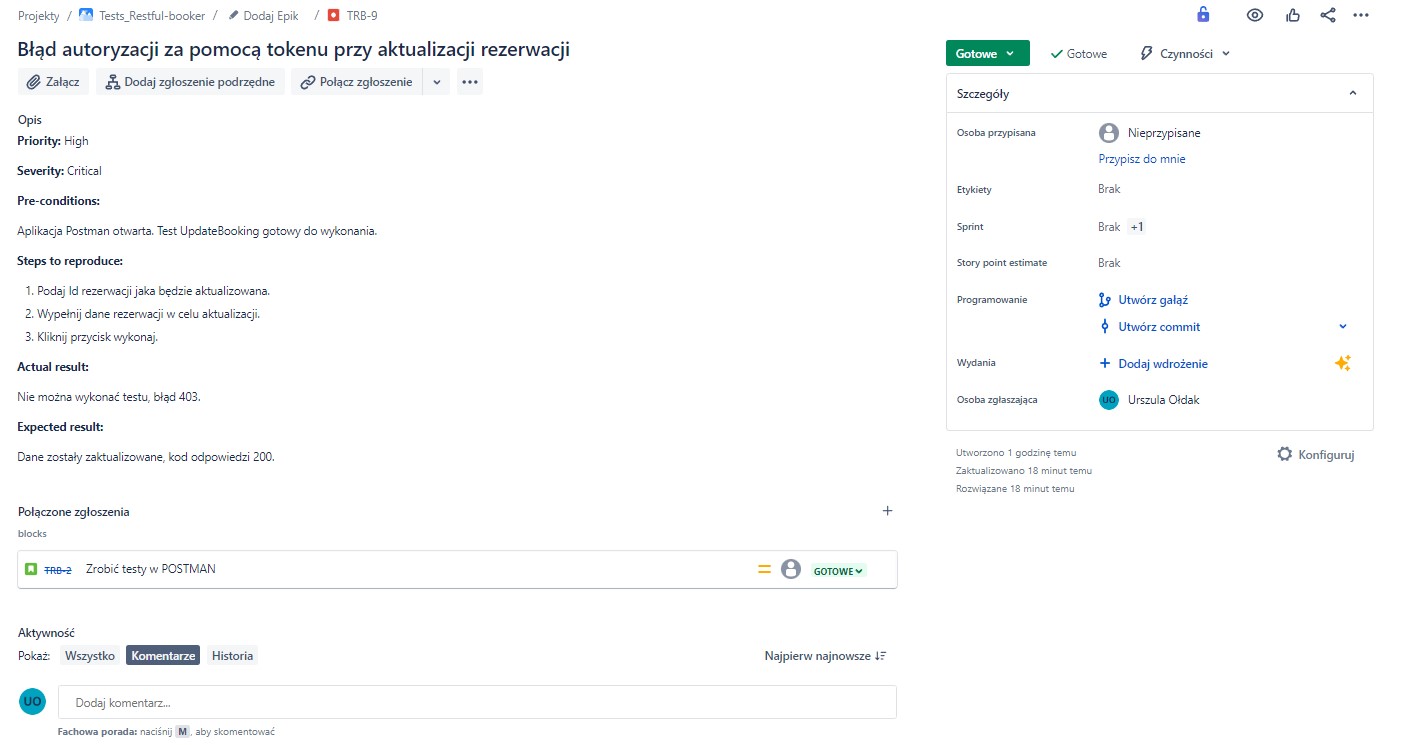 Projekty / Tests_Restful-booker / Dodaj Epik / TRB-9
Błąd autoryzacji za pomocą tokenu przy aktualizacji rezerwacji
Załącz Dodaj zgłoszenie podrzędne Połącz zgłoszenie
Opis
Priority: High
Severity: Critical
Pre-conditions:
Aplikacja Postman otwarta. Test UpdateBooking gotowy do wykonania.
Steps to reproduce:
1. Podaj Id rezerwacji jaka będzie aktualizowana.
2. Wypełnij dane rezerwacji w celu aktualizacji.
3. Kliknij przycisk wykonaj.
Actual result:
Nie można wykonać testu, błąd 403.
Expected result:
Dane zostały zaktualizowane, kod odpowiedzi 200.
Połączone zgłoszenia
blocks
TRB-2 Zrobić testy w POSTMAN GOTOWE
Aktywność
Pokaż: Wszystko Komentarze Historia Najpierw najnowsze
UO Dodaj komentarz...
Fachowa porada: naciśnij M, aby skomentować
Gotowe Gotowe Czynności
Szczegóły
Osoba przypisana Nieprzypisane
Przypisz do mnie
Etykiety Brak
Sprint Brak +1
Story point estimate Brak
Programowanie Utwórz gałąź
Utwórz commit
Wydania Dodaj wdrożenie
Osoba zgłaszająca UO Urszula Ołdak
Utworzono 1 godzinę temu Konfiguruj
Zaktualizowano 18 minut temu
Rozwiązane 18 minut temu